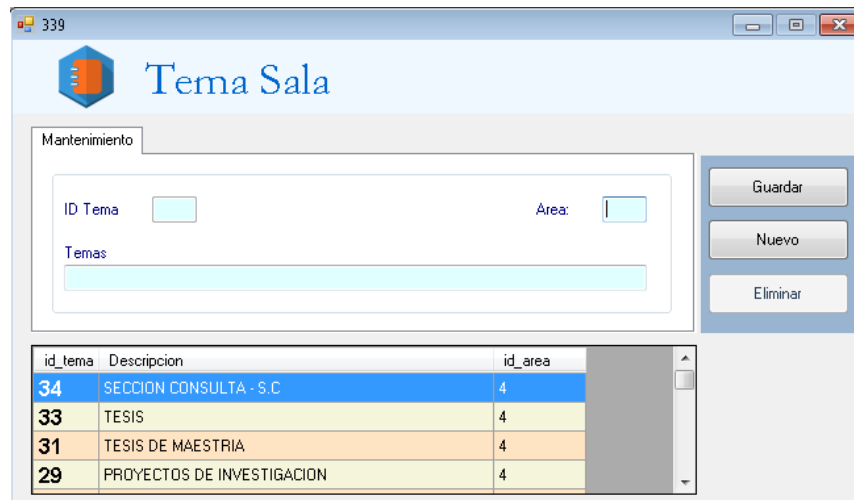 339
Tema Sala
Mantenimiento
ID Tema Area:
Temas
Guardar
Nuevo
Eliminar
id_tema Descripcion id_area
34 SECCION CONSULTA - S.C 4
33 TESIS 4
31 TESIS DE MAESTRIA 4
29 PROYECTOS DE INVESTIGACION 4